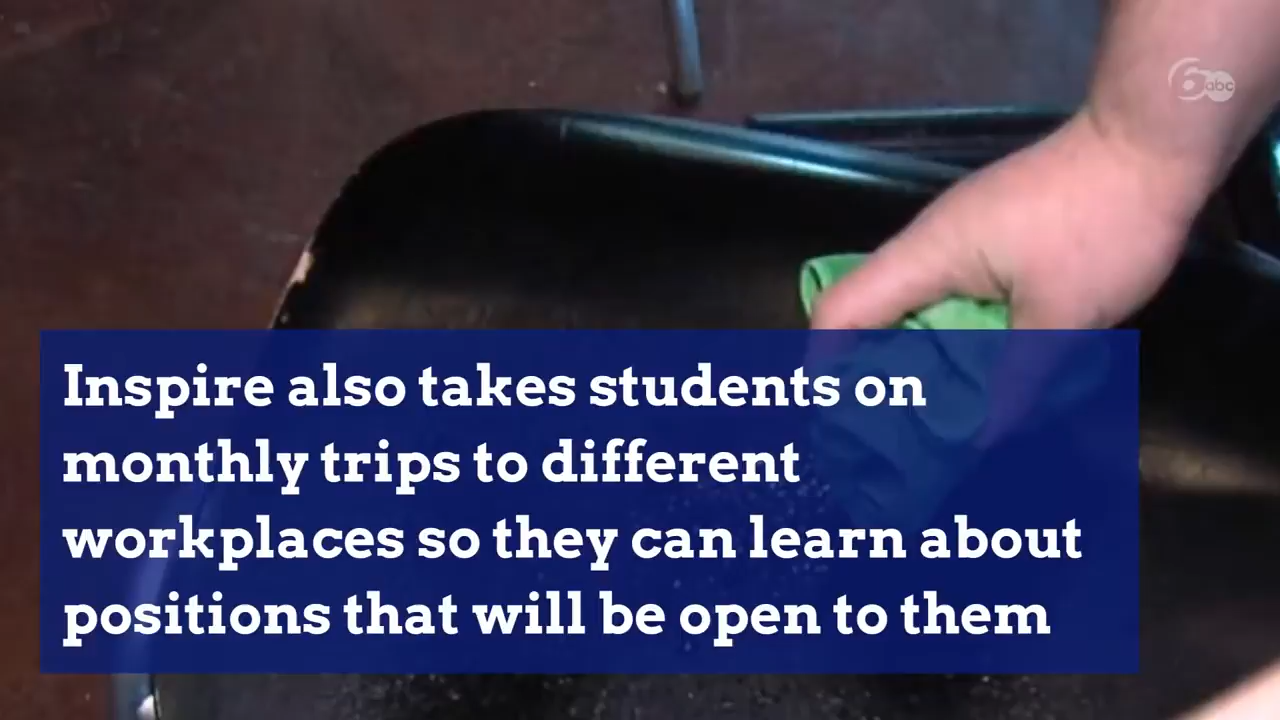 6abc
Inspire also takes students on
monthly trips to different
workplaces so they can learn about
positions that will be open to them